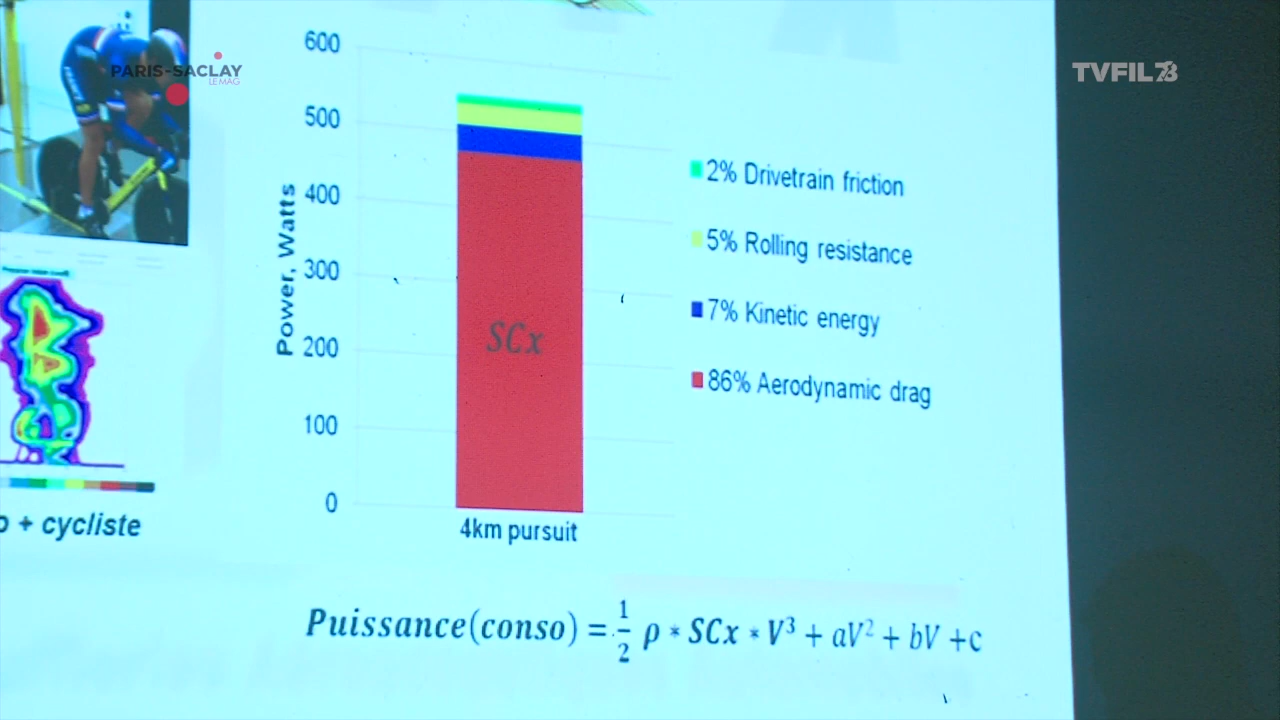 PARIS-SACLAY
LE MAG
TVFIL78
600
500
400
300
200
100
0
Power, Watts
SCx
4km pursuit
2% Drivetrain friction
5% Rolling resistance
7% Kinetic energy
86% Aerodynamic drag
+ cycliste
Puissance(conso) = 1/2 ρ * SCx * V³ + aV² + bV +c